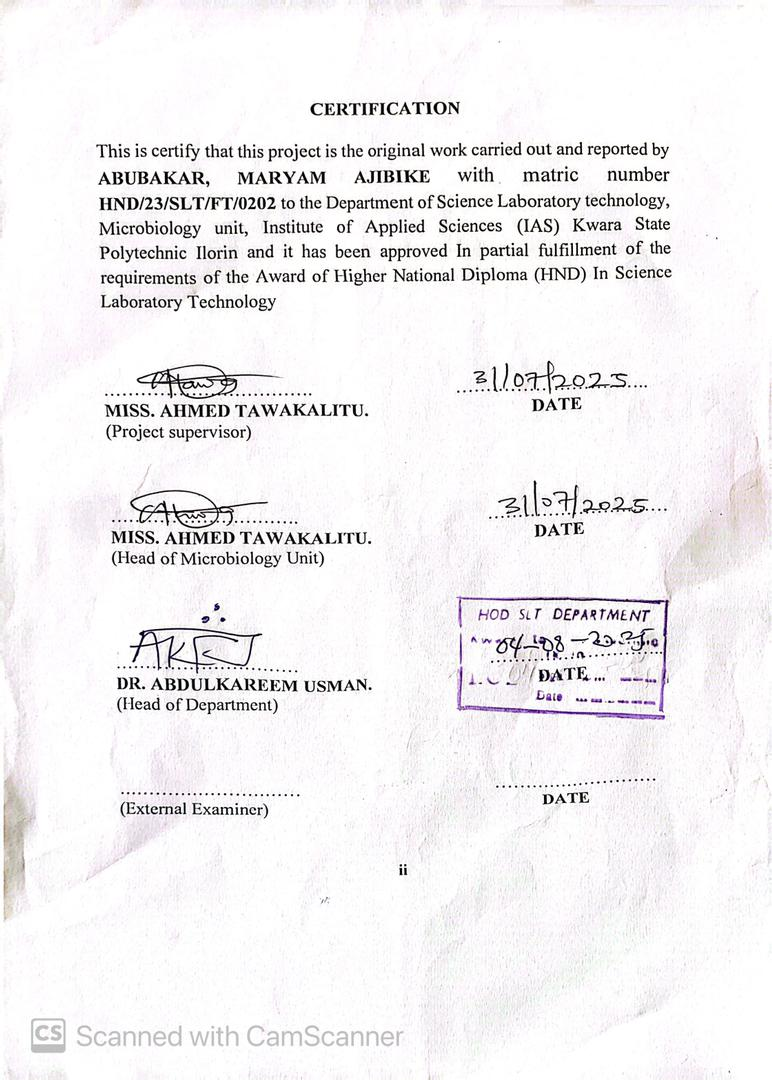 CERTIFICATION
This is certify that this project is the original work carried out and reported by
ABUBAKAR, MARYAM AJIBIKE with matric number
HND/23/SLT/FT/0202 to the Department of Science Laboratory technology,
Microbiology unit, Institute of Applied Sciences (IAS) Kwara State
Polytechnic Ilorin and it has been approved In partial fulfillment of the
requirements of the Award of Higher National Diploma (HND) In Science
Laboratory Technology
31/07/2025
MISS. AHMED TAWAKALITU.
DATE
(Project supervisor)
31/07/2025
MISS. AHMED TAWAKALITU.
DATE
(Head of Microbiology Unit)
HOD SLT DEPARTMENT
04-08-2025
DR. ABDULKAREEM USMAN.
DATE
(Head of Department)
Date
(External Examiner)
DATE
ii
CS Scanned with CamScanner